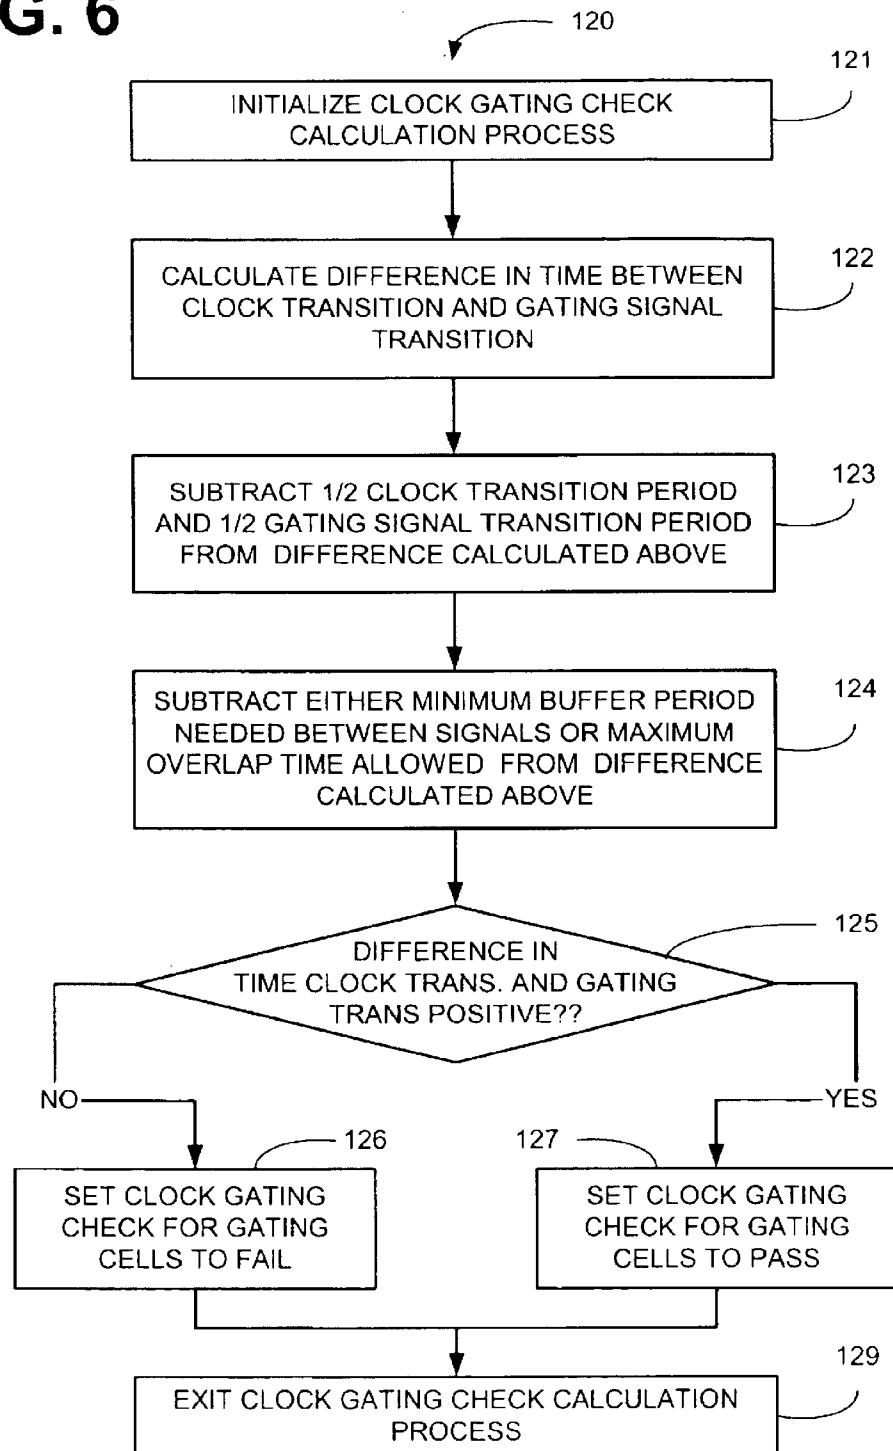 G. 6
120
121
INITIALIZE CLOCK GATING CHECK
CALCULATION PROCESS
122
CALCULATE DIFFERENCE IN TIME BETWEEN
CLOCK TRANSITION AND GATING SIGNAL
TRANSITION
123
SUBTRACT 1/2 CLOCK TRANSITION PERIOD
AND 1/2 GATING SIGNAL TRANSITION PERIOD
FROM DIFFERENCE CALCULATED ABOVE
124
SUBTRACT EITHER MINIMUM BUFFER PERIOD
NEEDED BETWEEN SIGNALS OR MAXIMUM
OVERLAP TIME ALLOWED FROM DIFFERENCE
CALCULATED ABOVE
125
DIFFERENCE IN
TIME CLOCK TRANS. AND GATING
TRANS POSITIVE??
NO
YES
126
127
SET CLOCK GATING
CHECK FOR GATING
CELLS TO FAIL
SET CLOCK GATING
CHECK FOR GATING
CELLS TO PASS
129
EXIT CLOCK GATING CHECK CALCULATION
PROCESS